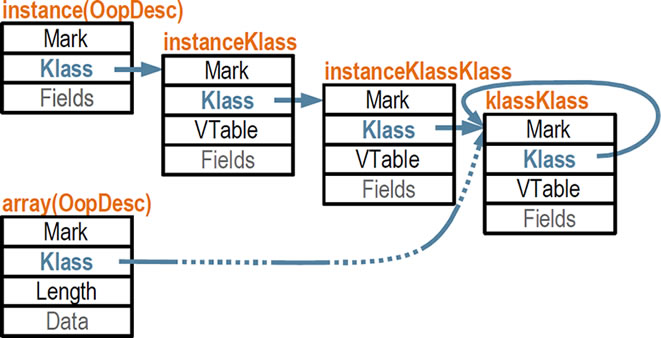 instance(OopDesc)
Mark
Klass
Fields
instanceKlass
Mark
Klass
VTable
Fields
instanceKlassKlass
Mark
Klass
VTable
Fields
klassKlass
Mark
Klass
VTable
Fields
array(OopDesc)
Mark
Klass
Length
Data